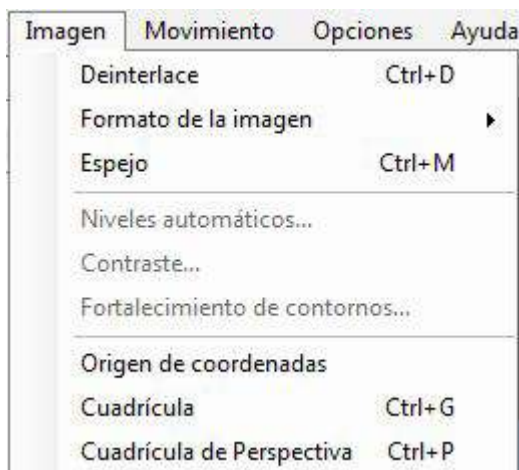 Imagen Movimiento Opciones Ayuda
Deinterlace Ctrl+D
Formato de la imagen
Espejo Ctrl+M
Niveles automáticos...
Contraste...
Fortalecimiento de contornos...
Origen de coordenadas
Cuadrícula Ctrl+G
Cuadrícula de Perspectiva Ctrl+P